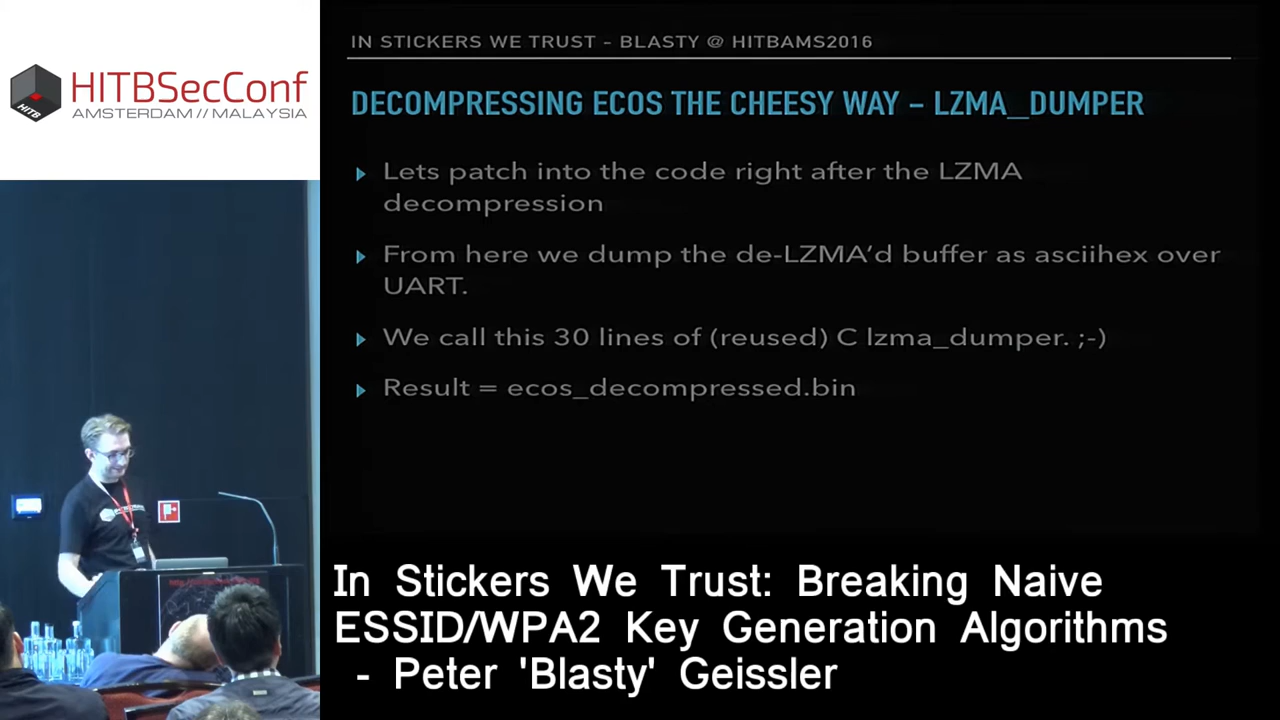 HITBSecConf
AMSTERDAM // MALAYSIA
HITB
IN STICKERS WE TRUST - BLASTY @ HITBAMS2016
DECOMPRESSING ECOS THE CHEESY WAY – LZMA_DUMPER
Lets patch into the code right after the LZMA
decompression
From here we dump the de-LZMA’d buffer as asciihex over
UART.
We call this 30 lines of (reused) C lzma_dumper. ;-)
Result = ecos_decompressed.bin
In Stickers We Trust: Breaking Naive
ESSID/WPA2 Key Generation Algorithms
- Peter 'Blasty' Geissler